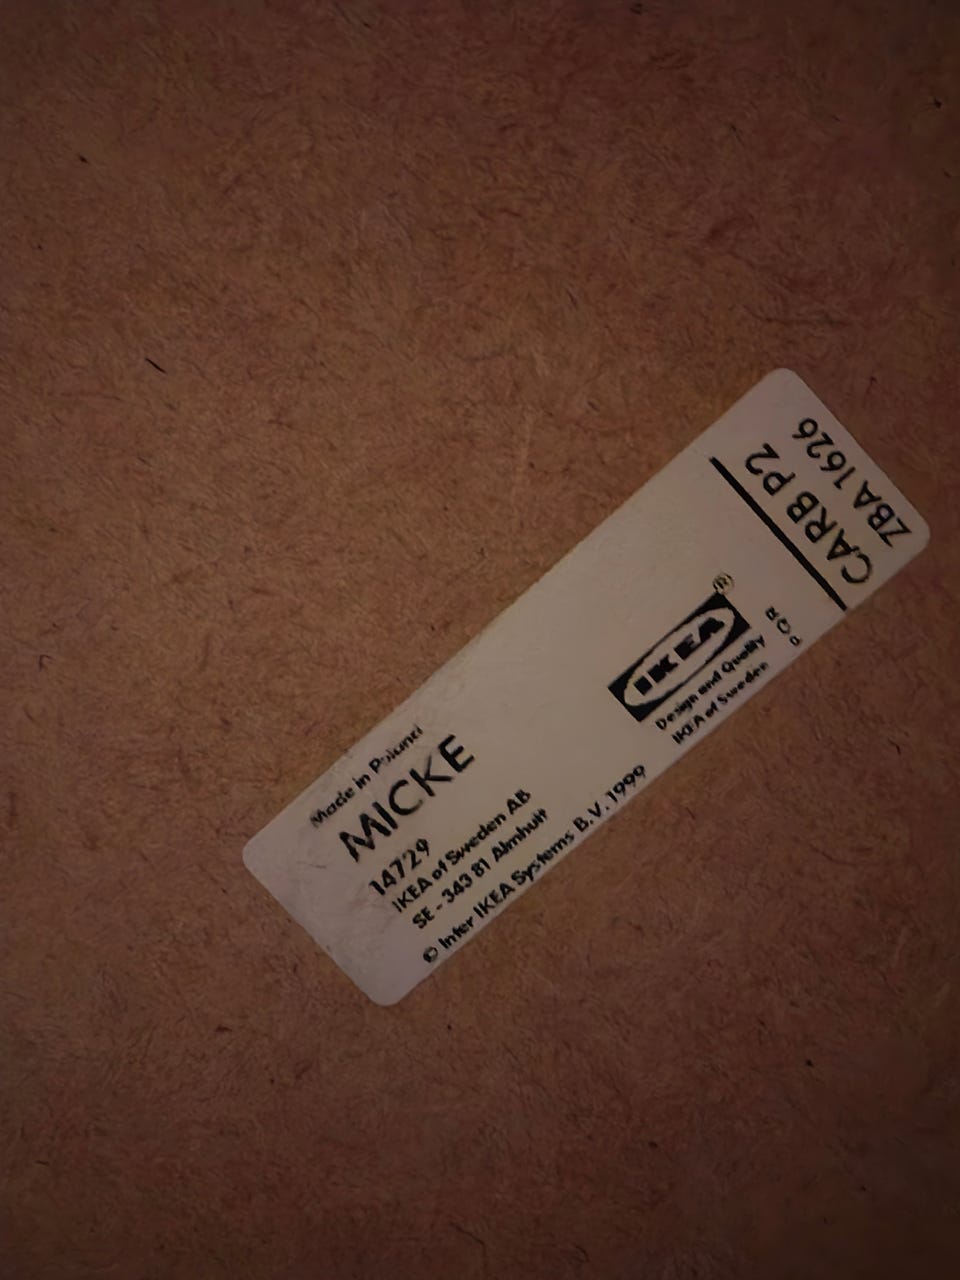 Made in Poland
MICKE
14729
IKEA of Sweden AB
SE - 343 81 Älmhult
© Inter IKEA Systems B.V. 1999
IKEA®
Design and Quality
IKEA of Sweden
PQR
CARB P2
ZBA 1626